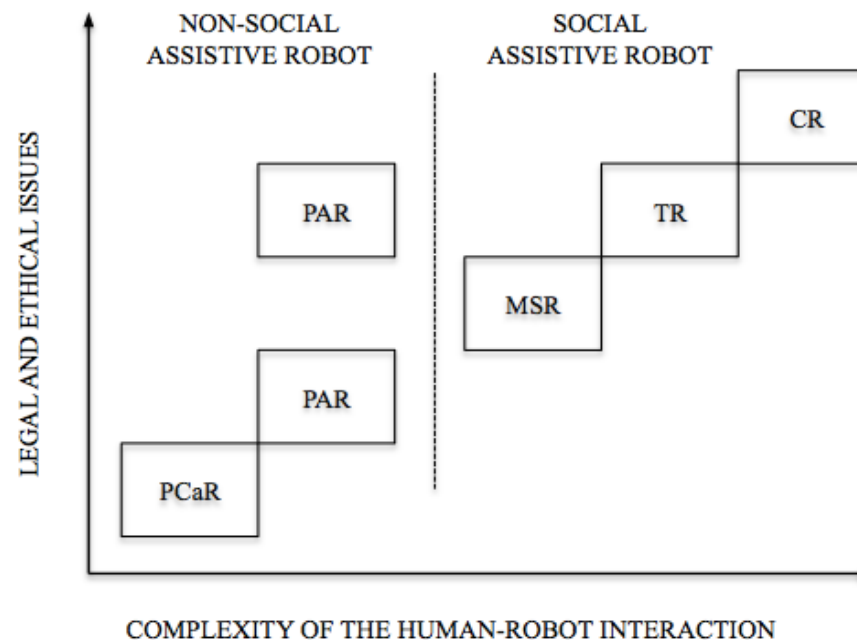 NON-SOCIAL
ASSISTIVE ROBOT
SOCIAL
ASSISTIVE ROBOT
LEGAL AND ETHICAL ISSUES
CR
PAR
TR
MSR
PAR
PCaR
COMPLEXITY OF THE HUMAN-ROBOT INTERACTION